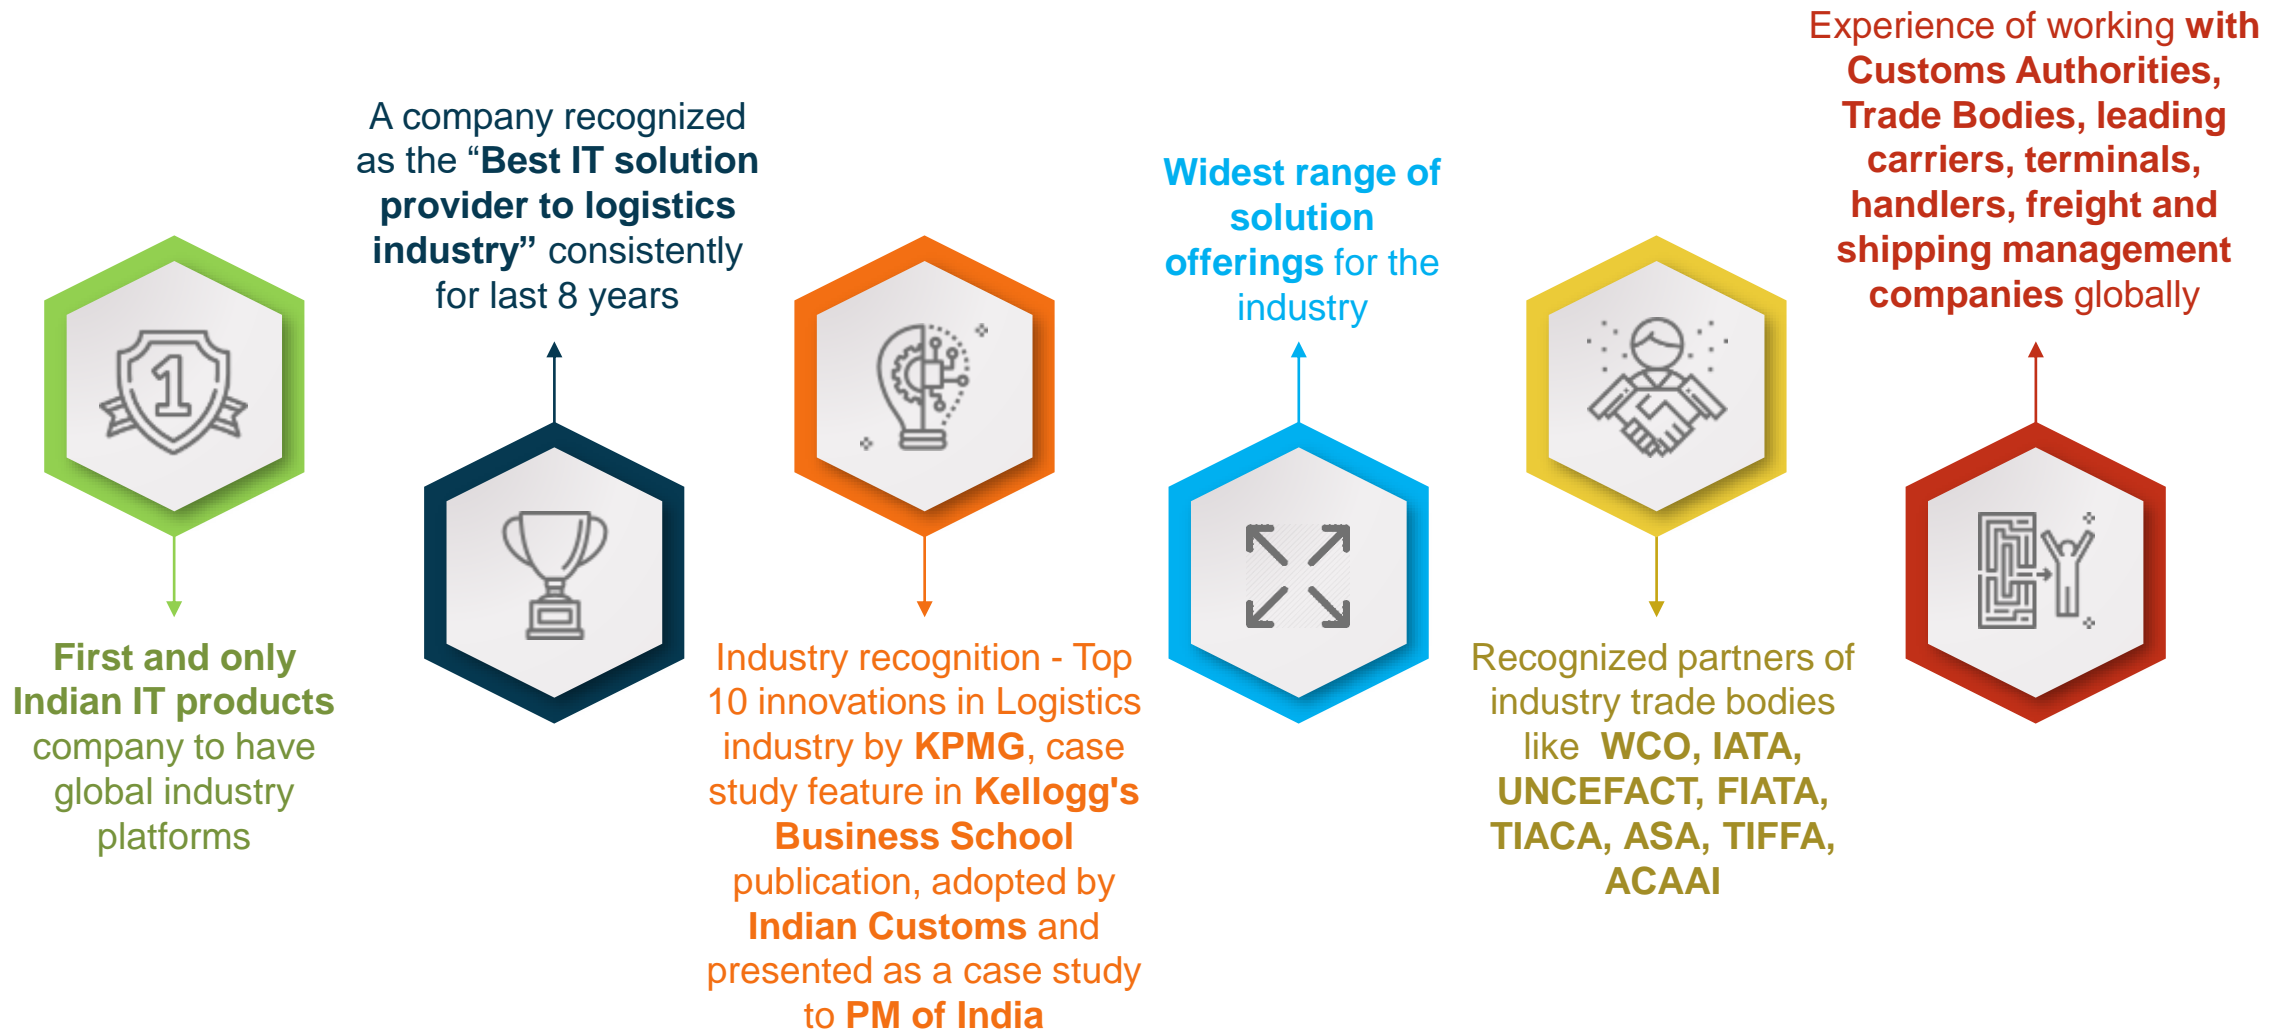 First and only
Indian IT products
company to have
global industry
platforms
A company recognized
as the “Best IT solution
provider to logistics
industry” consistently
for last 8 years
Industry recognition - Top
10 innovations in Logistics
industry by KPMG, case
study feature in Kellogg's
Business School
publication, adopted by
Indian Customs and
presented as a case study
to PM of India
Widest range of
solution
offerings for the
industry
Recognized partners of
industry trade bodies
like  WCO, IATA,
UNCEFACT, FIATA,
TIACA, ASA, TIFFA,
ACAAI
Experience of working with
Customs Authorities,
Trade Bodies, leading
carriers, terminals,
handlers, freight and
shipping management
companies globally
1